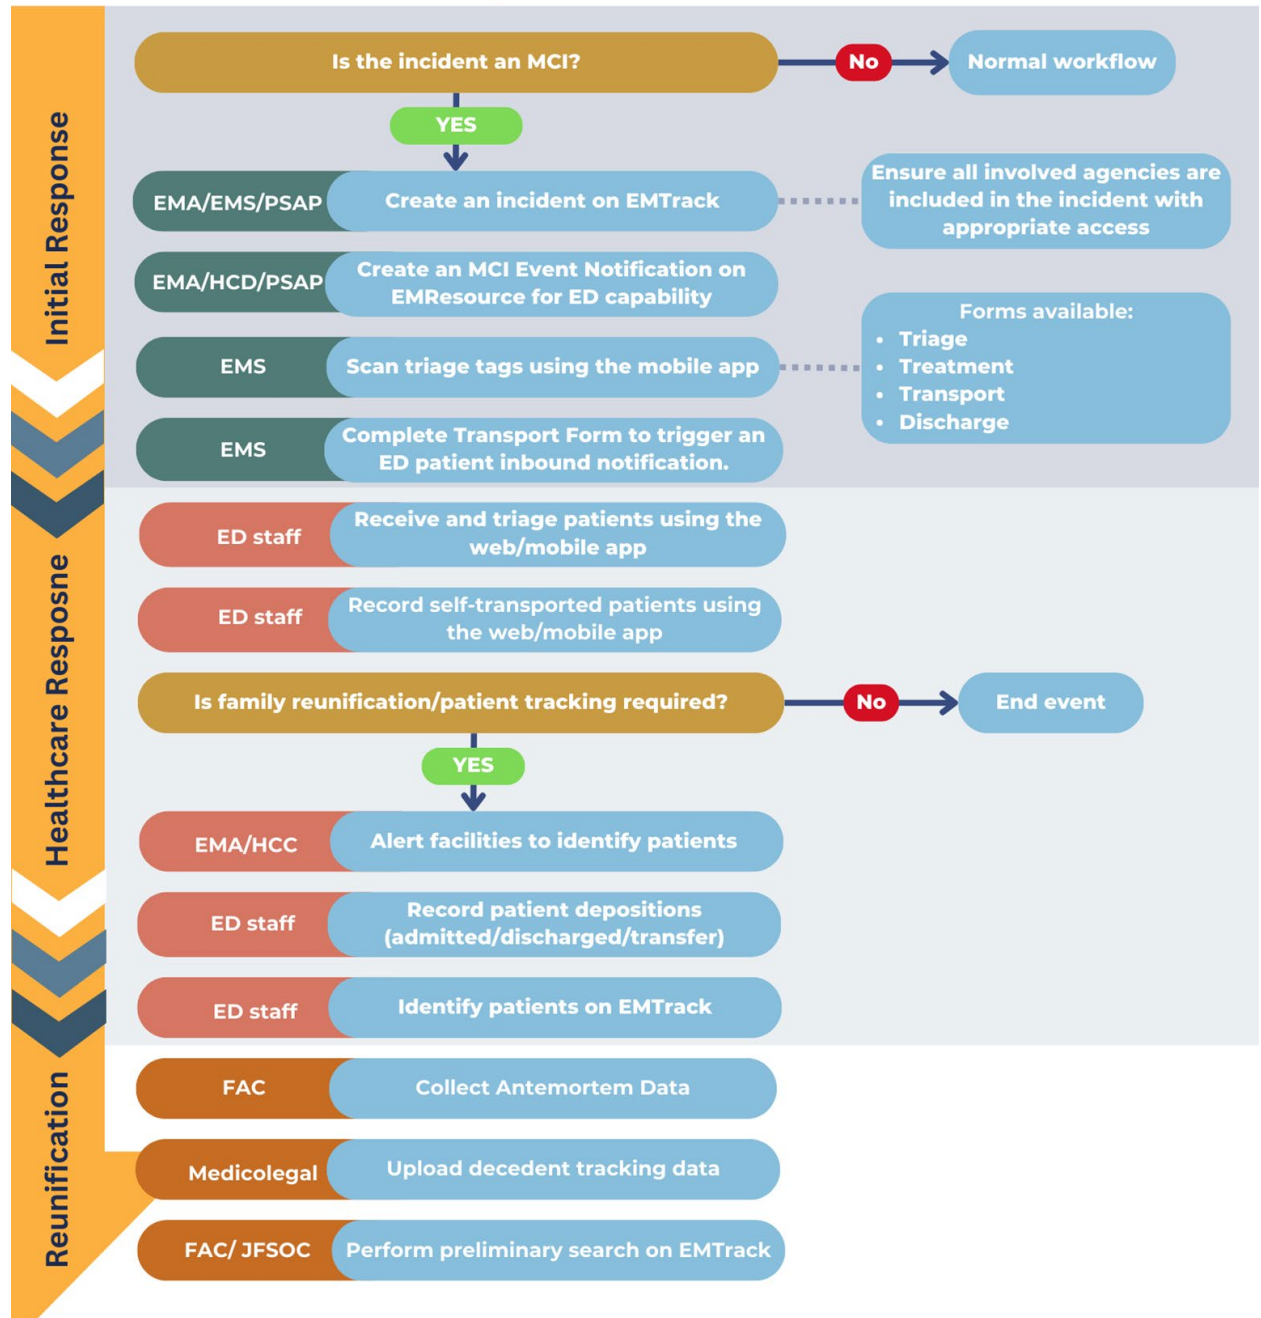 Initial Response
Is the incident an MCI?
No
Normal workflow
YES
EMA/EMS/PSAP
Create an incident on EMTrack
Ensure all involved agencies are
included in the incident with
appropriate access
EMA/HCD/PSAP
Create an MCI Event Notification on
EMResource for ED capability
EMS
Scan triage tags using the mobile app
Forms available:
• Triage
• Treatment
• Transport
• Discharge
EMS
Complete Transport Form to trigger an
ED patient inbound notification.
Healthcare Resposne
ED staff
Receive and triage patients using the
web/mobile app
ED staff
Record self-transported patients using
the web/mobile app
Is family reunification/patient tracking required?
No
End event
YES
EMA/HCC
Alert facilities to identify patients
ED staff
Record patient depositions
(admitted/discharged/transfer)
ED staff
Identify patients on EMTrack
Reunification
FAC
Collect Antemortem Data
Medicolegal
Upload decedent tracking data
FAC/ JFSOC
Perform preliminary search on EMTrack